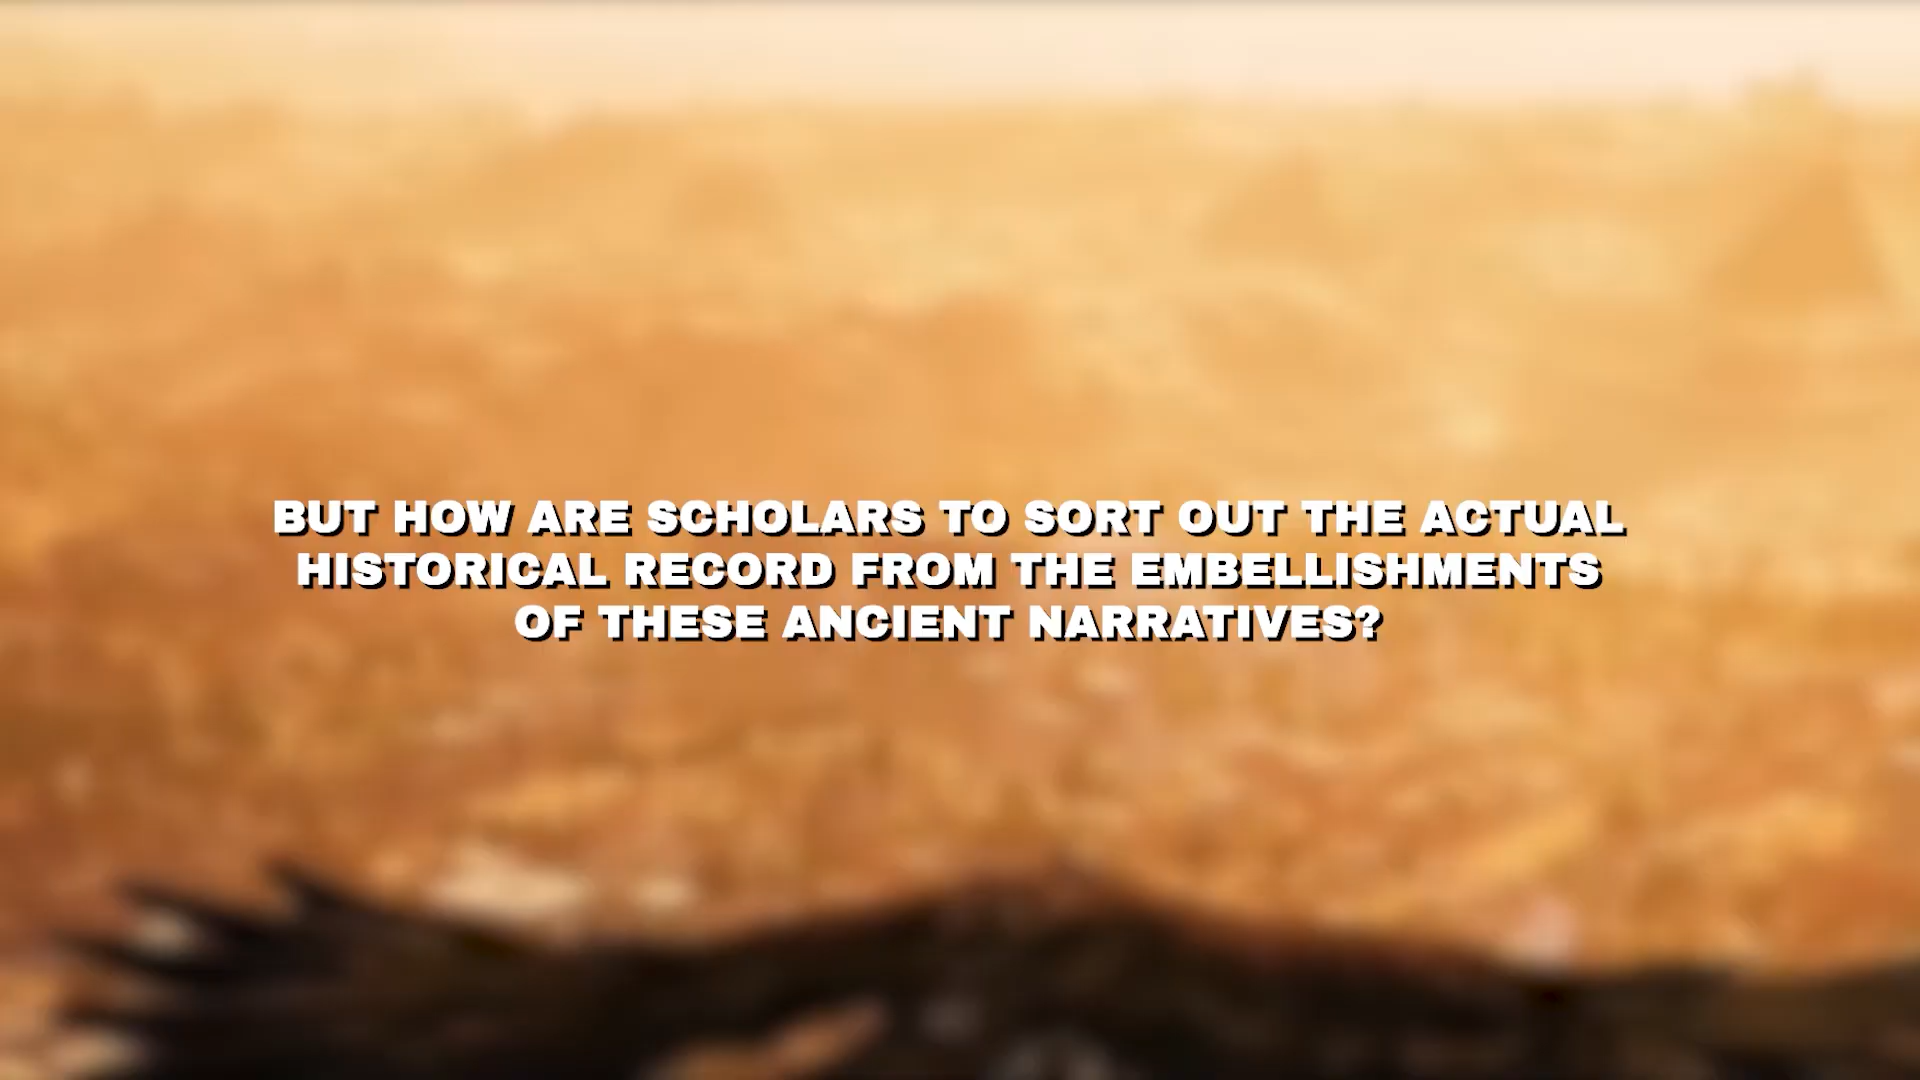 BUT HOW ARE SCHOLARS TO SORT OUT THE ACTUAL
HISTORICAL RECORD FROM THE EMBELLISHMENTS
OF THESE ANCIENT NARRATIVES?